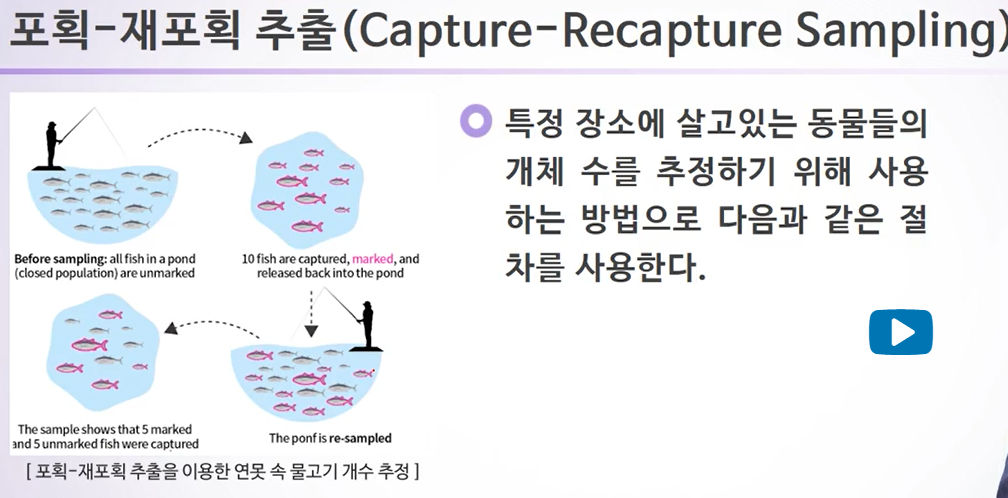 포획-재포획 추출(Capture-Recapture Sampling)
특정 장소에 살고있는 동물들의
개체 수를 추정하기 위해 사용
하는 방법으로 다음과 같은 절
차를 사용한다.
Before sampling: all fish in a pond
(closed population) are unmarked
10 fish are captured, marked, and
released back into the pond
The sample shows that 5 marked
and 5 unmarked fish were captured
The ponf is re-sampled
[ 포획-재포획 추출을 이용한 연못 속 물고기 개수 추정 ]